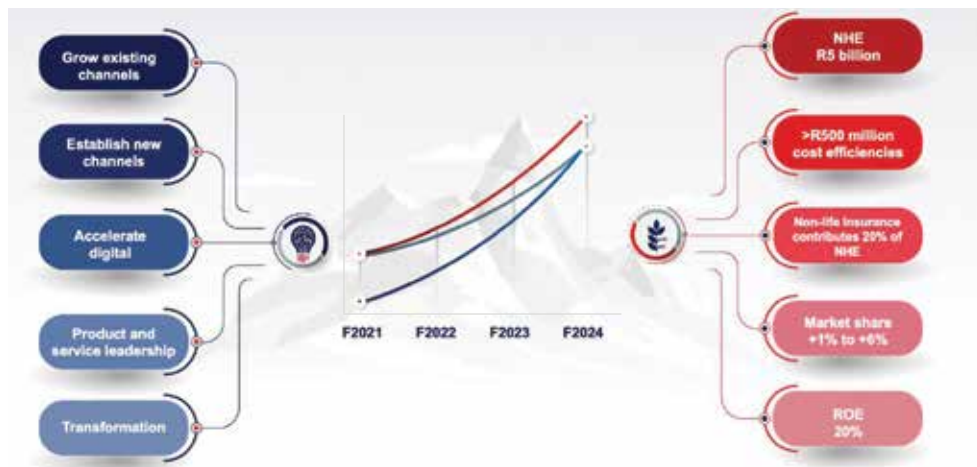 Grow existing
channels
Establish new
channels
Accelerate
digital
Product and
service leadership
Transformation
F2021
F2022
F2023
F2024
NHE
R5 billion
>R500 million
cost efficiencies
Non-life Insurance
contributes 20% of
NHE
Market share
+1% to +6%
ROE
20%